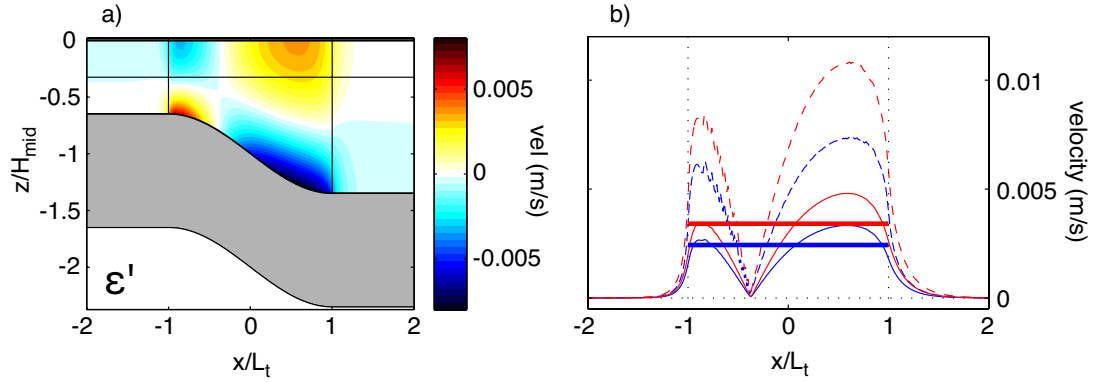 a)
b)
0
-0.5
-1
-1.5
-2
z/H_mid
ε'
-2
-1
0
1
2
x/L_t
0.005
0
-0.005
vel (m/s)
0.01
0.005
0
velocity (m/s)
-2
-1
0
1
2
x/L_t